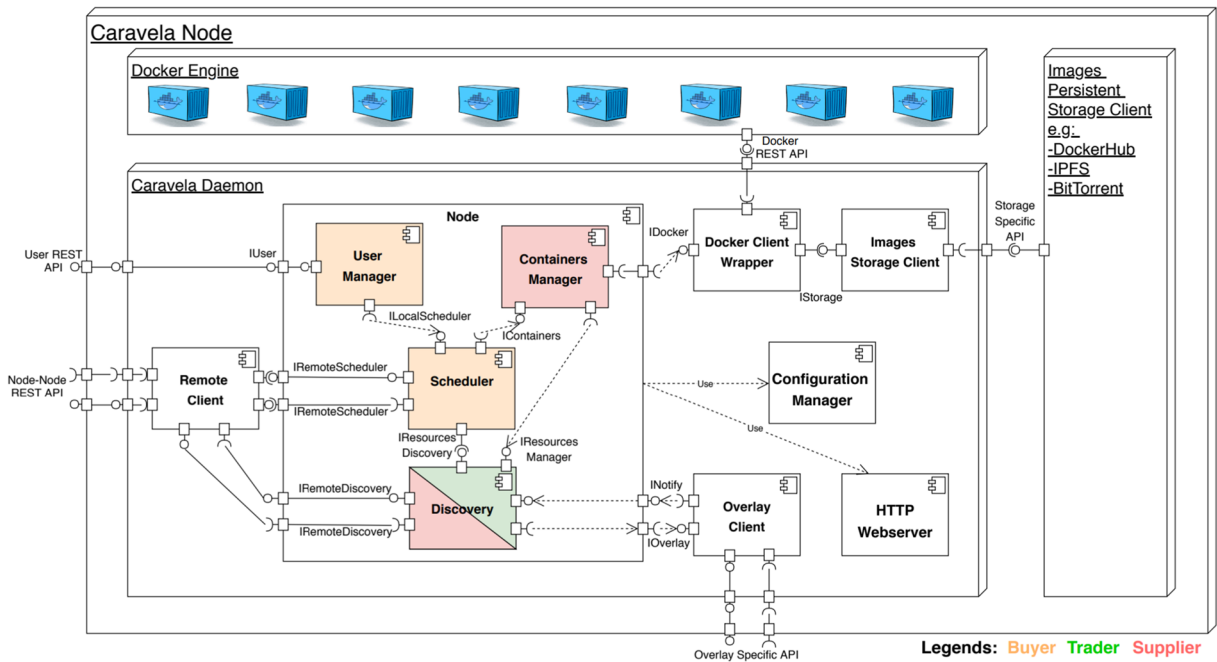 Caravela Node
Docker Engine
Images
Persistent
Storage Client
e.g:
-DockerHub
-IPFS
-BitTorrent
Docker
REST API
Caravela Daemon
Node
User REST
API
IUser
User
Manager
Containers
Manager
IDocker
Docker Client
Wrapper
Images
Storage Client
Storage
Specific
API
IStorage
ILocalScheduler
IContainers
Node-Node
REST API
Remote
Client
IRemoteScheduler
IRemoteScheduler
Scheduler
Use
Configuration
Manager
Use
IResources
Discovery
IResources
Manager
IRemoteDiscovery
IRemoteDiscovery
Discovery
INotify
IOverlay
Overlay
Client
HTTP
Webserver
Overlay Specific API
Legends: Buyer Trader Supplier